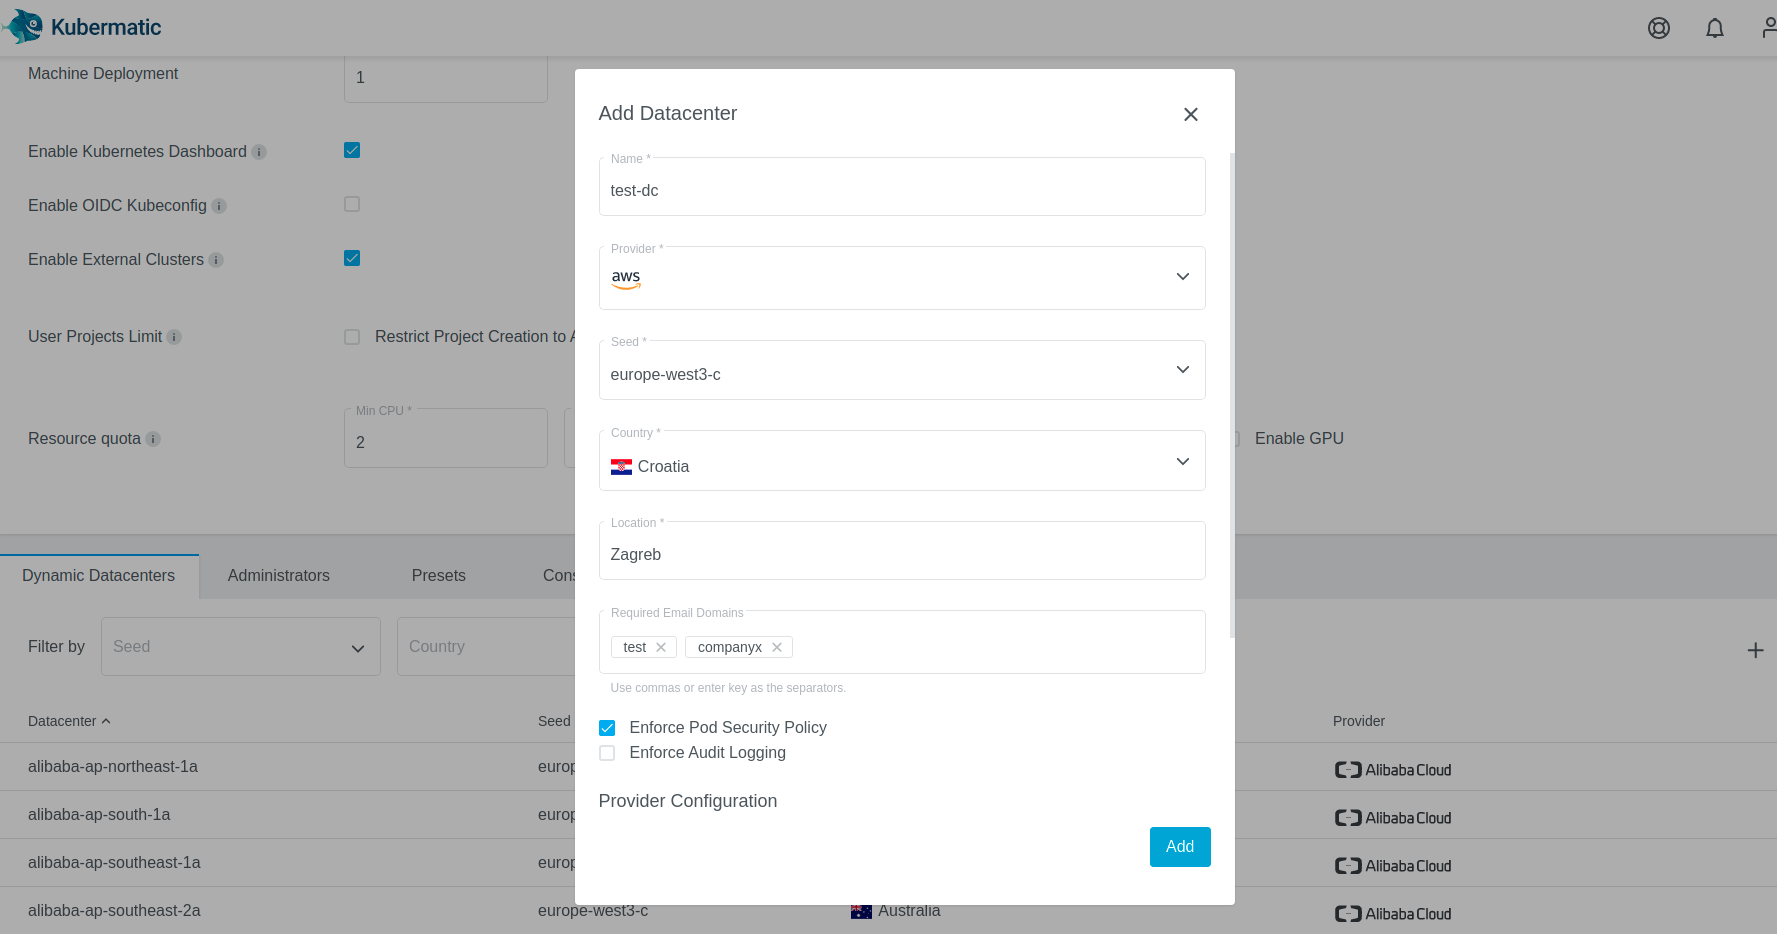 Kubermatic
Machine Deployment
1
Enable Kubernetes Dashboard
Enable OIDC Kubeconfig
Enable External Clusters
User Projects Limit
Restrict Project Creation to
Resource quota
Min CPU *
2
Enable GPU
Add Datacenter
Name *
test-dc
Provider *
aws
Seed *
europe-west3-c
Country *
Croatia
Location *
Zagreb
Required Email Domains
test
companyx
Use commas or enter key as the separators.
Enforce Pod Security Policy
Enforce Audit Logging
Provider Configuration
Add
Dynamic Datacenters Administrators Presets
Filter by Seed Country
Datacenter Seed Provider
alibaba-ap-northeast-1a Alibaba Cloud
alibaba-ap-south-1a Alibaba Cloud
alibaba-ap-southeast-1a Alibaba Cloud
alibaba-ap-southeast-2a europe-west3-c Australia Alibaba Cloud